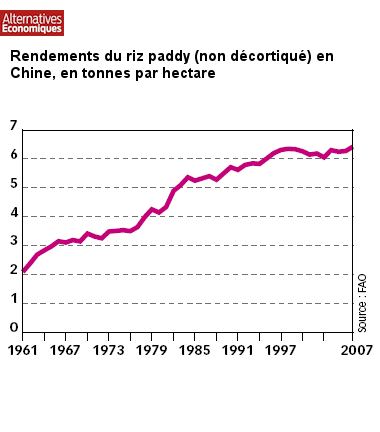 Alternatives
Economiques
Rendements du riz paddy (non décortiqué) en
Chine, en tonnes par hectare
7
6
5
4
3
2
1
0
1961 1967 1973 1979 1985 1991 1997 2007
source : FAO